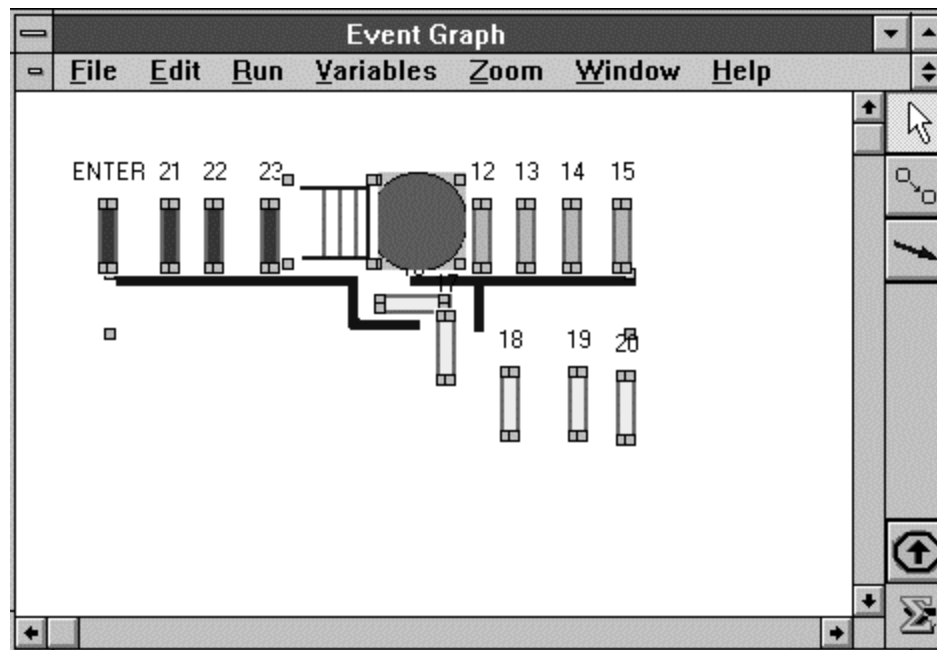 Event Graph
File Edit Run Variables Zoom Window Help
ENTER 21 22 23 12 13 14 15
17
18 19 20